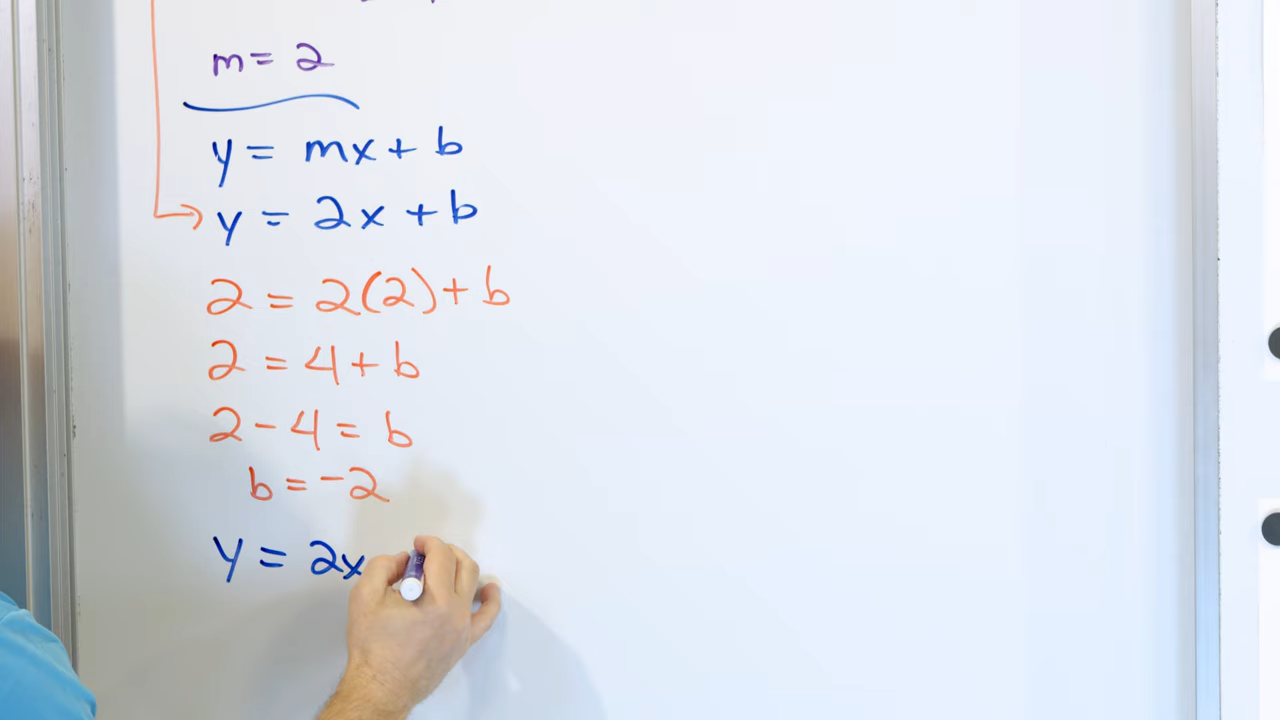 m = 2
y = mx + b
y = 2x + b
2 = 2(2) + b
2 = 4 + b
2 - 4 = b
b = -2
y = 2x